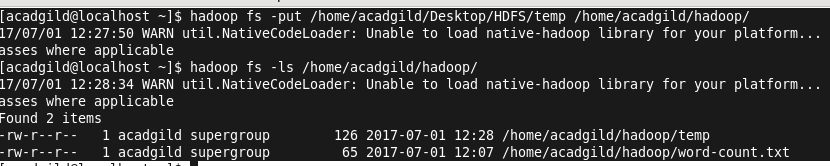 [acadgild@localhost ~]$ hadoop fs -put /home/acadgild/Desktop/HDFS/temp /home/acadgild/hadoop/
17/07/01 12:27:50 WARN util.NativeCodeLoader: Unable to load native-hadoop library for your platform...
asses where applicable
[acadgild@localhost ~]$ hadoop fs -ls /home/acadgild/hadoop/
17/07/01 12:28:34 WARN util.NativeCodeLoader: Unable to load native-hadoop library for your platform...
asses where applicable
Found 2 items
-rw-r--r--   1 acadgild supergroup        126 2017-07-01 12:28 /home/acadgild/hadoop/temp
-rw-r--r--   1 acadgild supergroup         65 2017-07-01 12:07 /home/acadgild/hadoop/word-count.txt
[acadgild@localhost ~]$